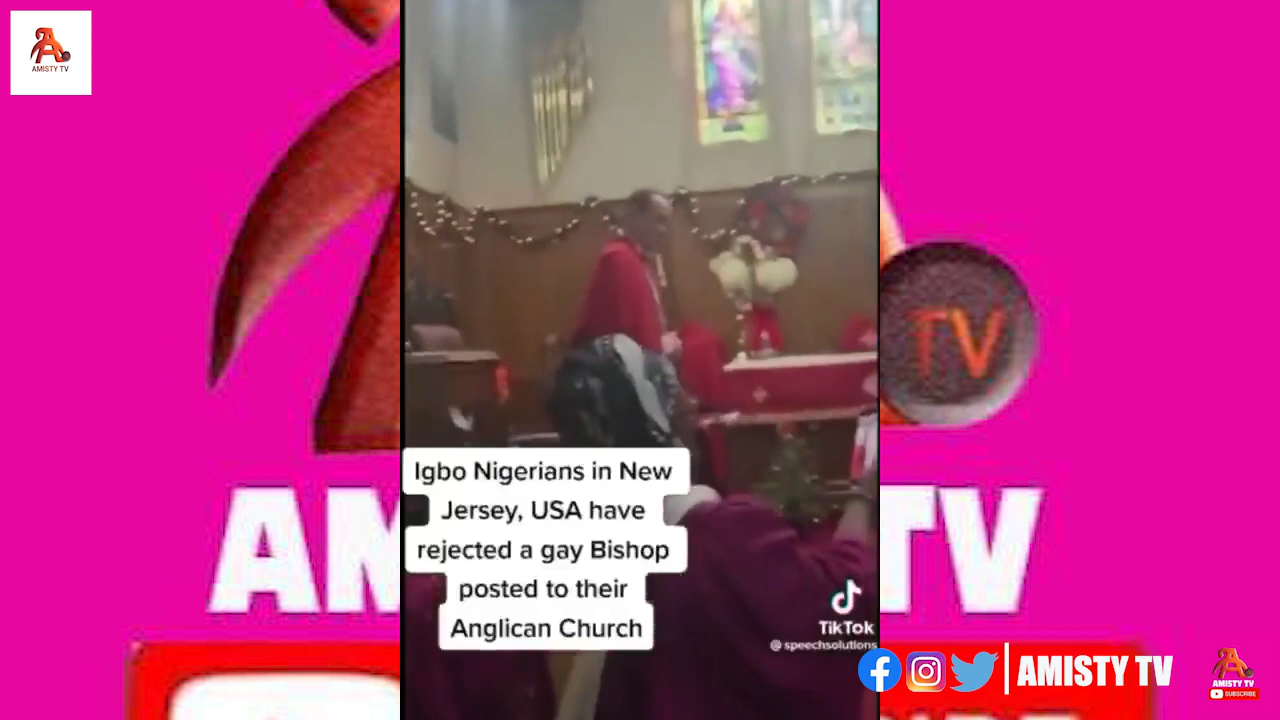 AMISTY TV
TV
Igbo Nigerians in New
Jersey, USA have
rejected a gay Bishop
posted to their
Anglican Church
TikTok
@speechsolutions
AMISTY TV
AMISTY TV
SUBSCRIBE